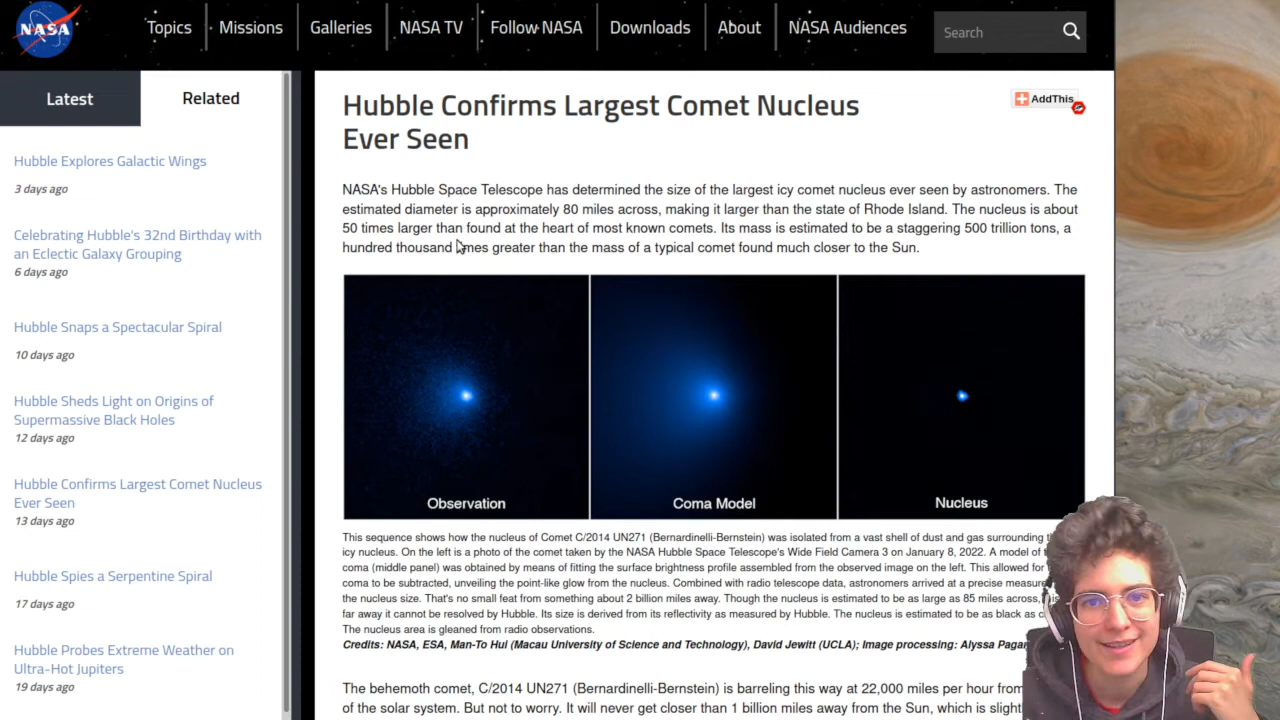 NASA
Topics
Missions
Galleries
NASA TV
Follow NASA
Downloads
About
NASA Audiences
Search
Latest
Related
Hubble Explores Galactic Wings
3 days ago
Celebrating Hubble's 32nd Birthday with
an Eclectic Galaxy Grouping
6 days ago
Hubble Snaps a Spectacular Spiral
10 days ago
Hubble Sheds Light on Origins of
Supermassive Black Holes
12 days ago
Hubble Confirms Largest Comet Nucleus
Ever Seen
13 days ago
Hubble Spies a Serpentine Spiral
17 days ago
Hubble Probes Extreme Weather on
Ultra-Hot Jupiters
19 days ago
Hubble Confirms Largest Comet Nucleus
Ever Seen
AddThis
NASA's Hubble Space Telescope has determined the size of the largest icy comet nucleus ever seen by astronomers. The
estimated diameter is approximately 80 miles across, making it larger than the state of Rhode Island. The nucleus is about
50 times larger than found at the heart of most known comets. Its mass is estimated to be a staggering 500 trillion tons, a
hundred thousand times greater than the mass of a typical comet found much closer to the Sun.
Observation
Coma Model
Nucleus
This sequence shows how the nucleus of Comet C/2014 UN271 (Bernardinelli-Bernstein) was isolated from a vast shell of dust and gas surrounding
icy nucleus. On the left is a photo of the comet taken by the NASA Hubble Space Telescope's Wide Field Camera 3 on January 8, 2022. A model of
coma (middle panel) was obtained by means of fitting the surface brightness profile assembled from the observed image on the left. This allowed for
coma to be subtracted, unveiling the point-like glow from the nucleus. Combined with radio telescope data, astronomers arrived at a precise
the nucleus size. That's no small feat from something about 2 billion miles away. Though the nucleus is estimated to be as large as 85 miles across,
far away it cannot be resolved by Hubble. Its size is derived from its reflectivity as measured by Hubble. The nucleus is estimated to be as black as
The nucleus area is gleaned from radio observations.
Credits: NASA, ESA, Man-To Hui (Macau University of Science and Technology), David Jewitt (UCLA); Image processing: Alyssa
The behemoth comet, C/2014 UN271 (Bernardinelli-Bernstein) is barreling this way at 22,000 miles per hour from
of the solar system. But not to worry. It will never get closer than 1 billion miles away from the Sun, which is